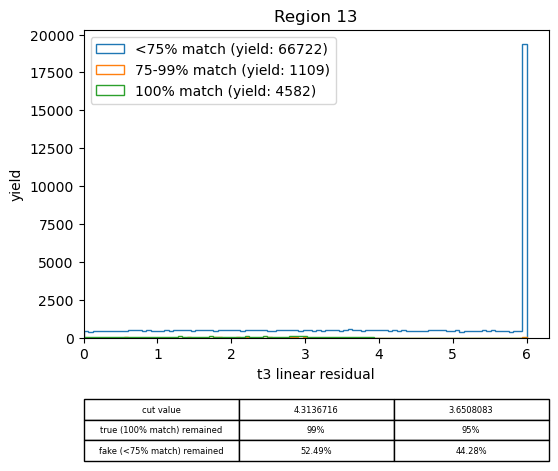 Region 13
20000
17500
15000
12500
10000
7500
5000
2500
0
yield
<75% match (yield: 66722)
75-99% match (yield: 1109)
100% match (yield: 4582)
0 1 2 3 4 5 6
t3 linear residual
cut value 4.3136716 3.6508083
true (100% match) remained 99% 95%
fake (<75% match) remained 52.49% 44.28%